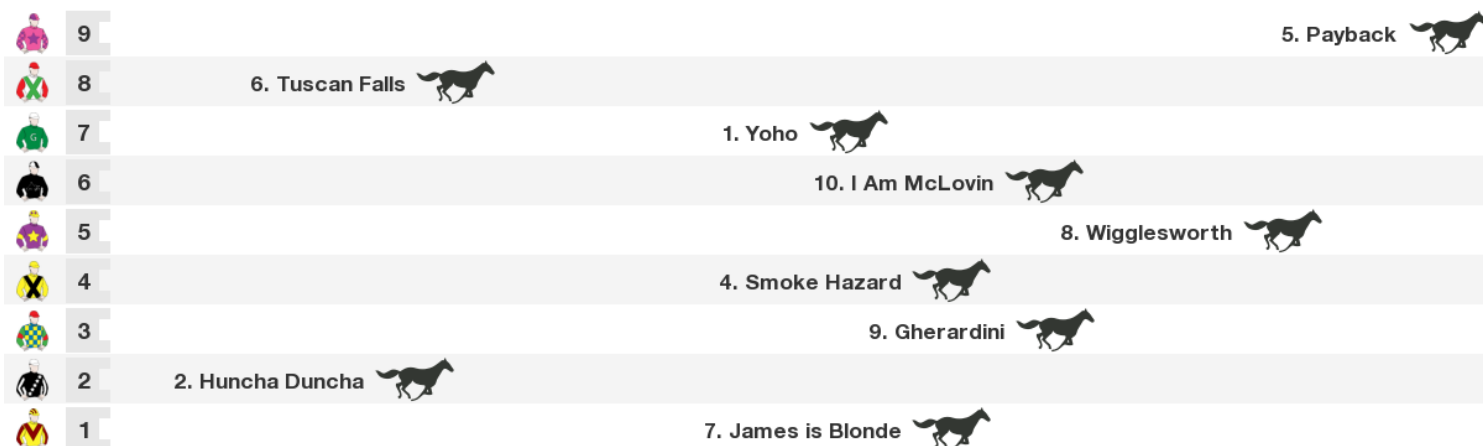 9 5. Payback
8 6. Tuscan Falls
7 1. Yoho
6 10. I Am McLovin
5 8. Wigglesworth
4 4. Smoke Hazard
3 9. Gherardini
2 2. Huncha Duncha
1 7. James is Blonde